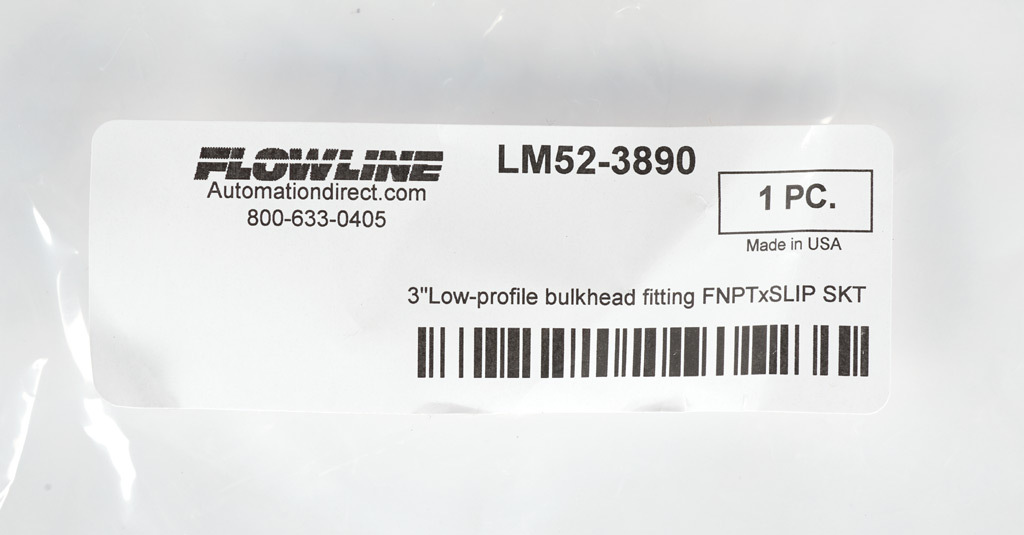 FLOWLINE
Automationdirect.com
800-633-0405
LM52-3890
1 PC.
Made in USA
3"Low-profile bulkhead fitting FNPTxSLIP SKT